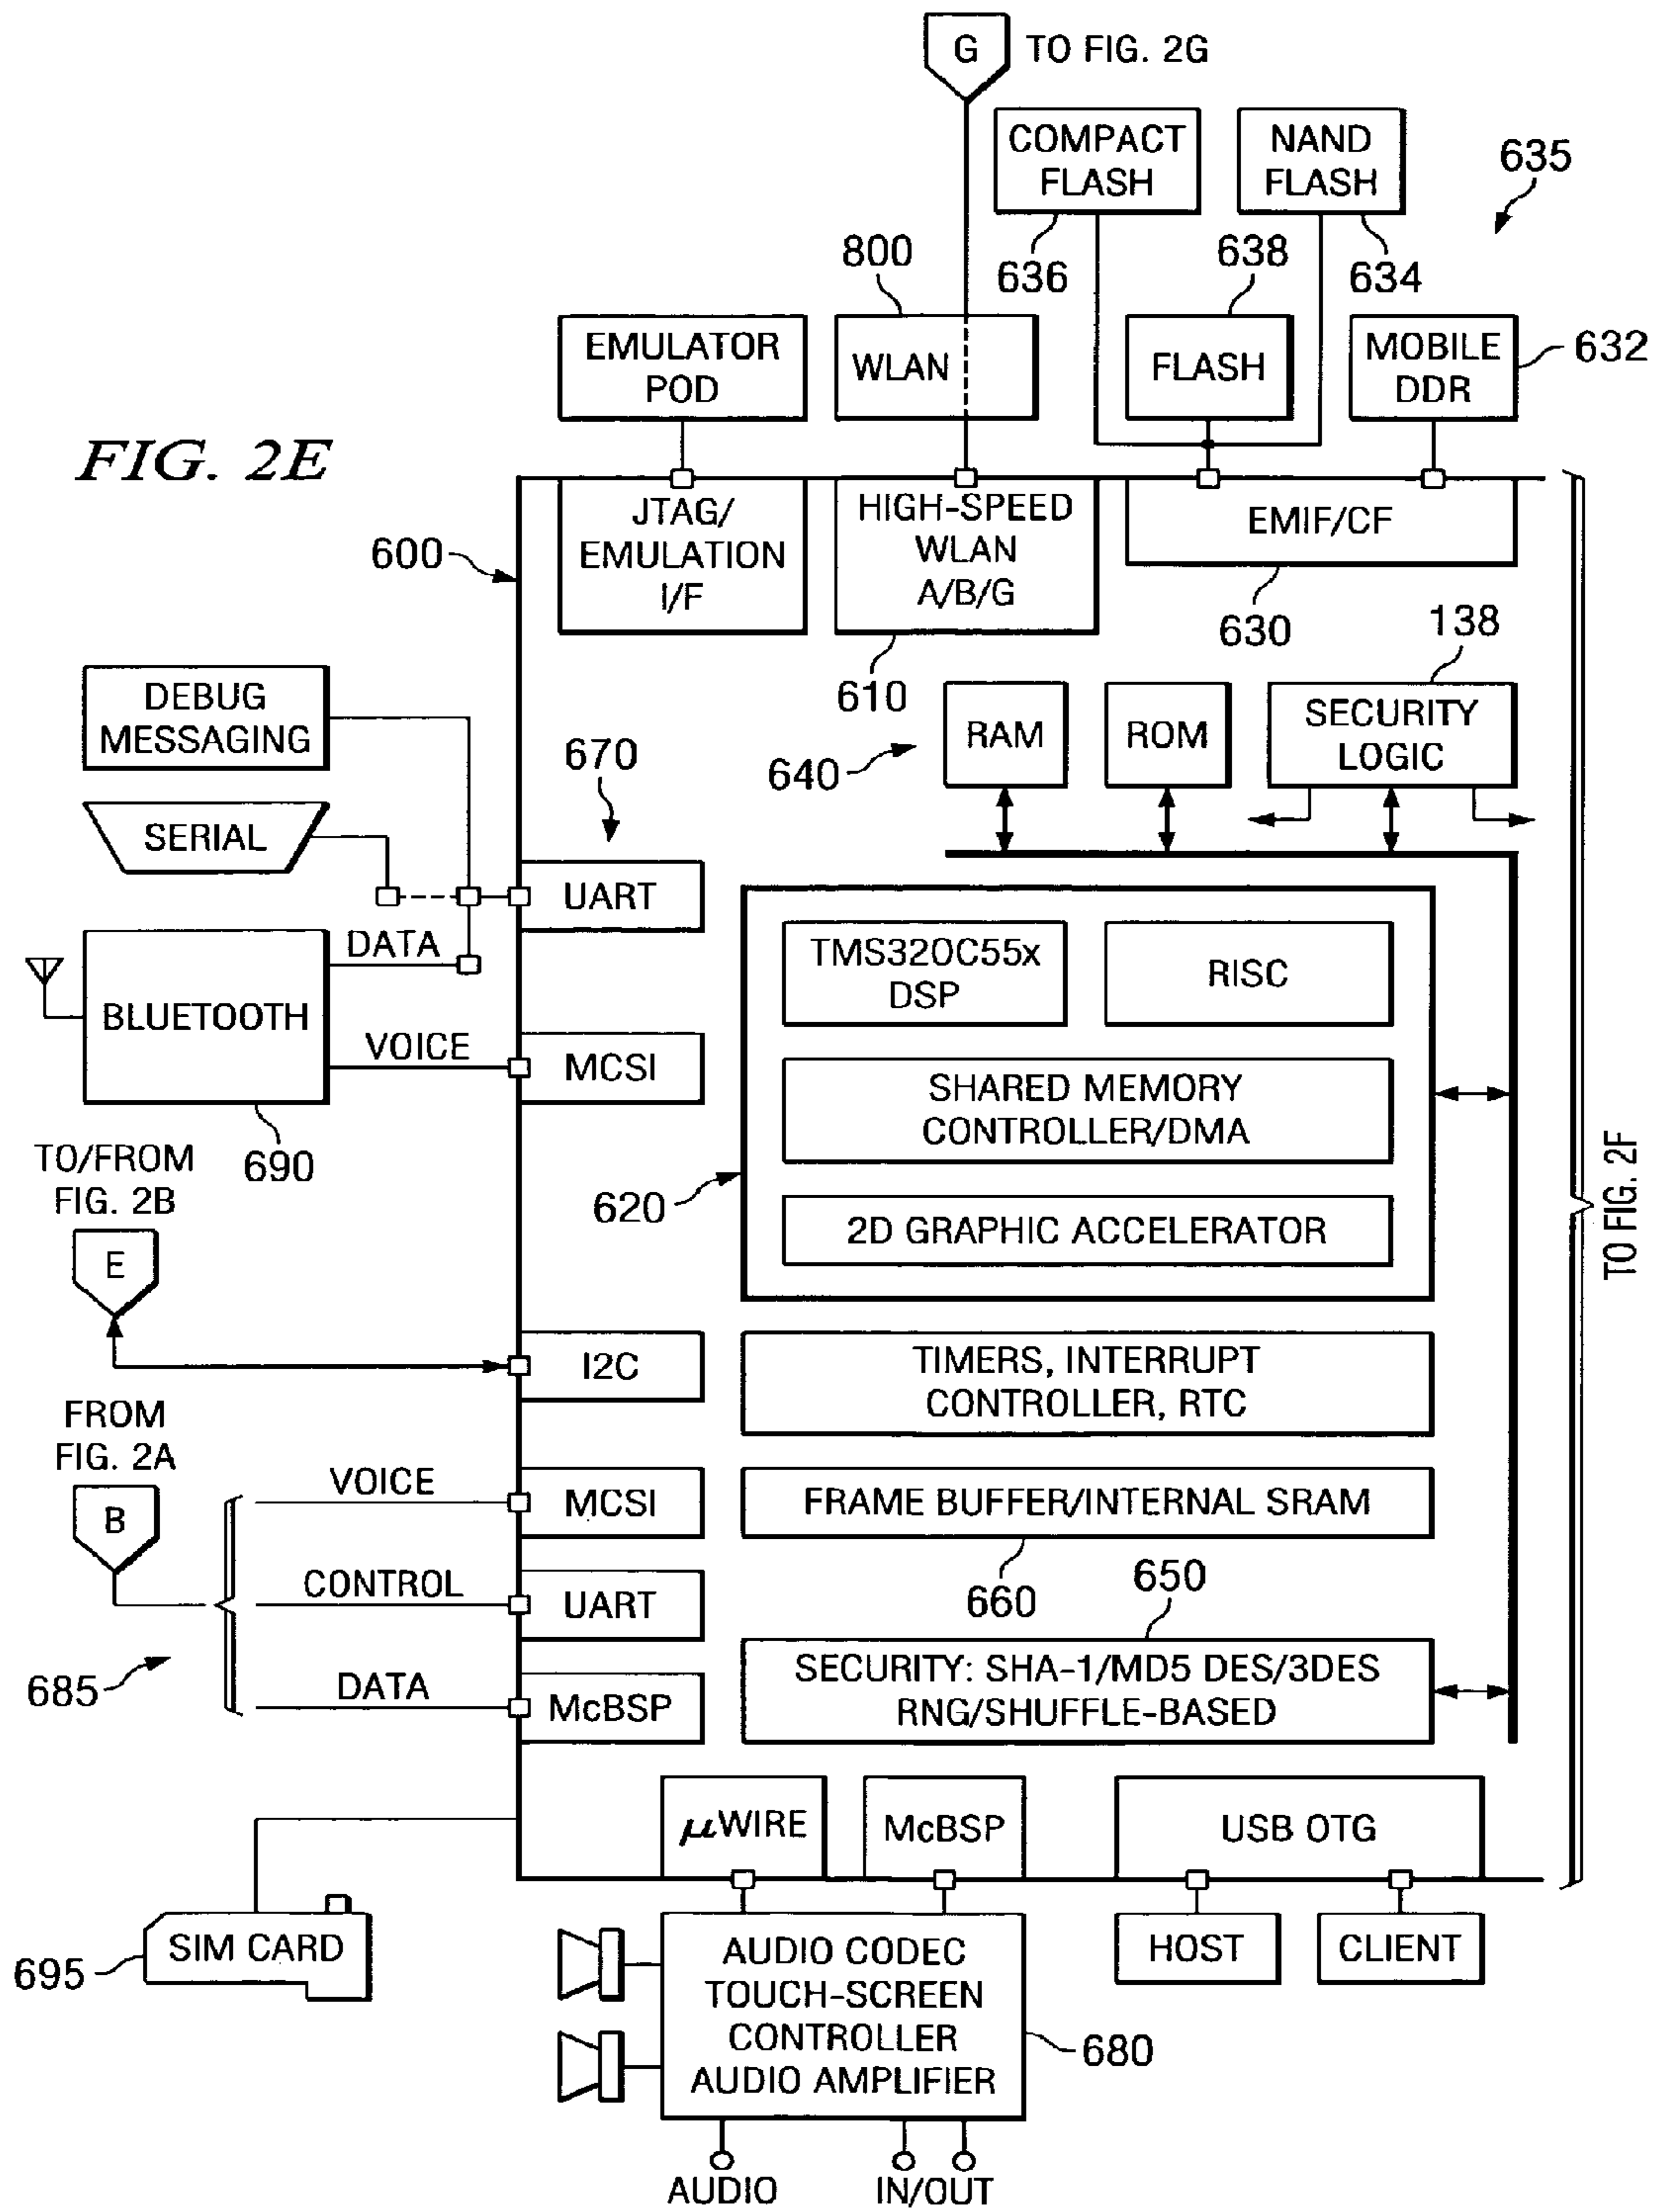 G TO FIG. 2G
COMPACT
FLASH
NAND
FLASH
635
636
634
800
638
EMULATOR
POD
WLAN
FLASH
MOBILE
DDR
632
FIG. 2E
JTAG/
EMULATION
I/F
HIGH-SPEED
WLAN
A/B/G
EMIF/CF
600
630
138
610
DEBUG
MESSAGING
670
640
RAM
ROM
SECURITY
LOGIC
SERIAL
UART
DATA
BLUETOOTH
VOICE
MCSI
690
TMS320C55x
DSP
RISC
SHARED MEMORY
CONTROLLER/DMA
620
2D GRAPHIC ACCELERATOR
TO FIG. 2F
TO/FROM
FIG. 2B
E
I2C
TIMERS, INTERRUPT
CONTROLLER, RTC
FROM
FIG. 2A
B
VOICE
MCSI
FRAME BUFFER/INTERNAL SRAM
660
CONTROL
UART
650
685
DATA
McBSP
SECURITY: SHA-1/MD5 DES/3DES
RNG/SHUFFLE-BASED
µWIRE
McBSP
USB OTG
SIM CARD
695
AUDIO CODEC
TOUCH-SCREEN
CONTROLLER
AUDIO AMPLIFIER
680
HOST
CLIENT
AUDIO
IN/OUT